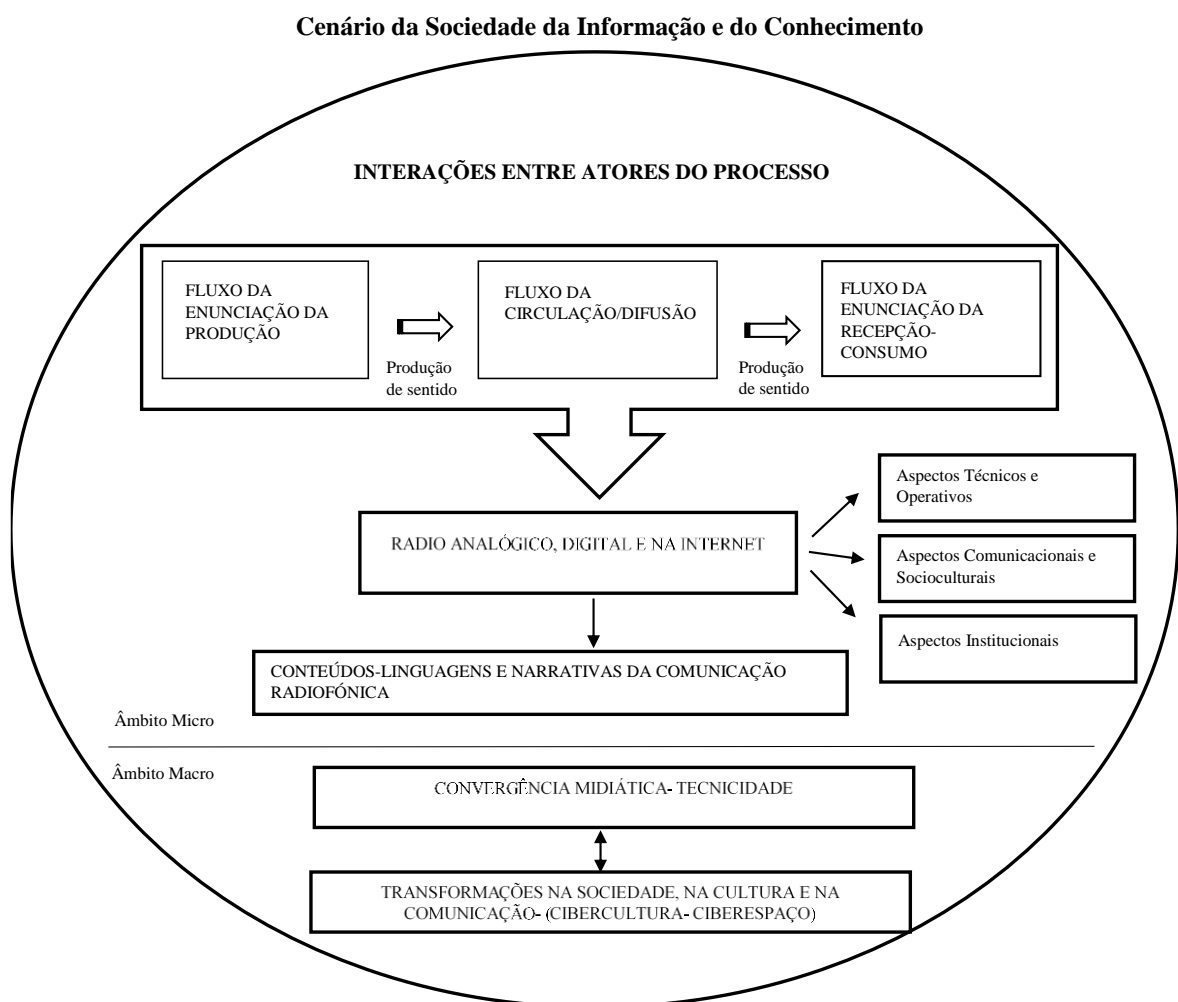 Cenário da Sociedade da Informação e do Conhecimento
INTERAÇÕES ENTRE ATORES DO PROCESSO
FLUXO DA
ENUNCIAÇÃO DA
PRODUÇÃO
Produção
de sentido
FLUXO DA
CIRCULAÇÃO/DIFUSÃO
Produção
de sentido
FLUXO DA
ENUNCIAÇÃO DA
RECEPÇÃO-
CONSUMO
RADIO ANALÓGICO, DIGITAL E NA INTERNET
Aspectos Técnicos e
Operativos
Aspectos Comunicacionais e
Socioculturais
Aspectos Institucionais
CONTEÚDOS-LINGUAGENS E NARRATIVAS DA COMUNICAÇÃO
RADIOFÓNICA
Âmbito Micro
Âmbito Macro
CONVERGÊNCIA MIDIÁTICA- TECNICIDADE
TRANSFORMAÇÕES NA SOCIEDADE, NA CULTURA E NA
COMUNICAÇÃO- (CIBERCULTURA- CIBERESPAÇO)